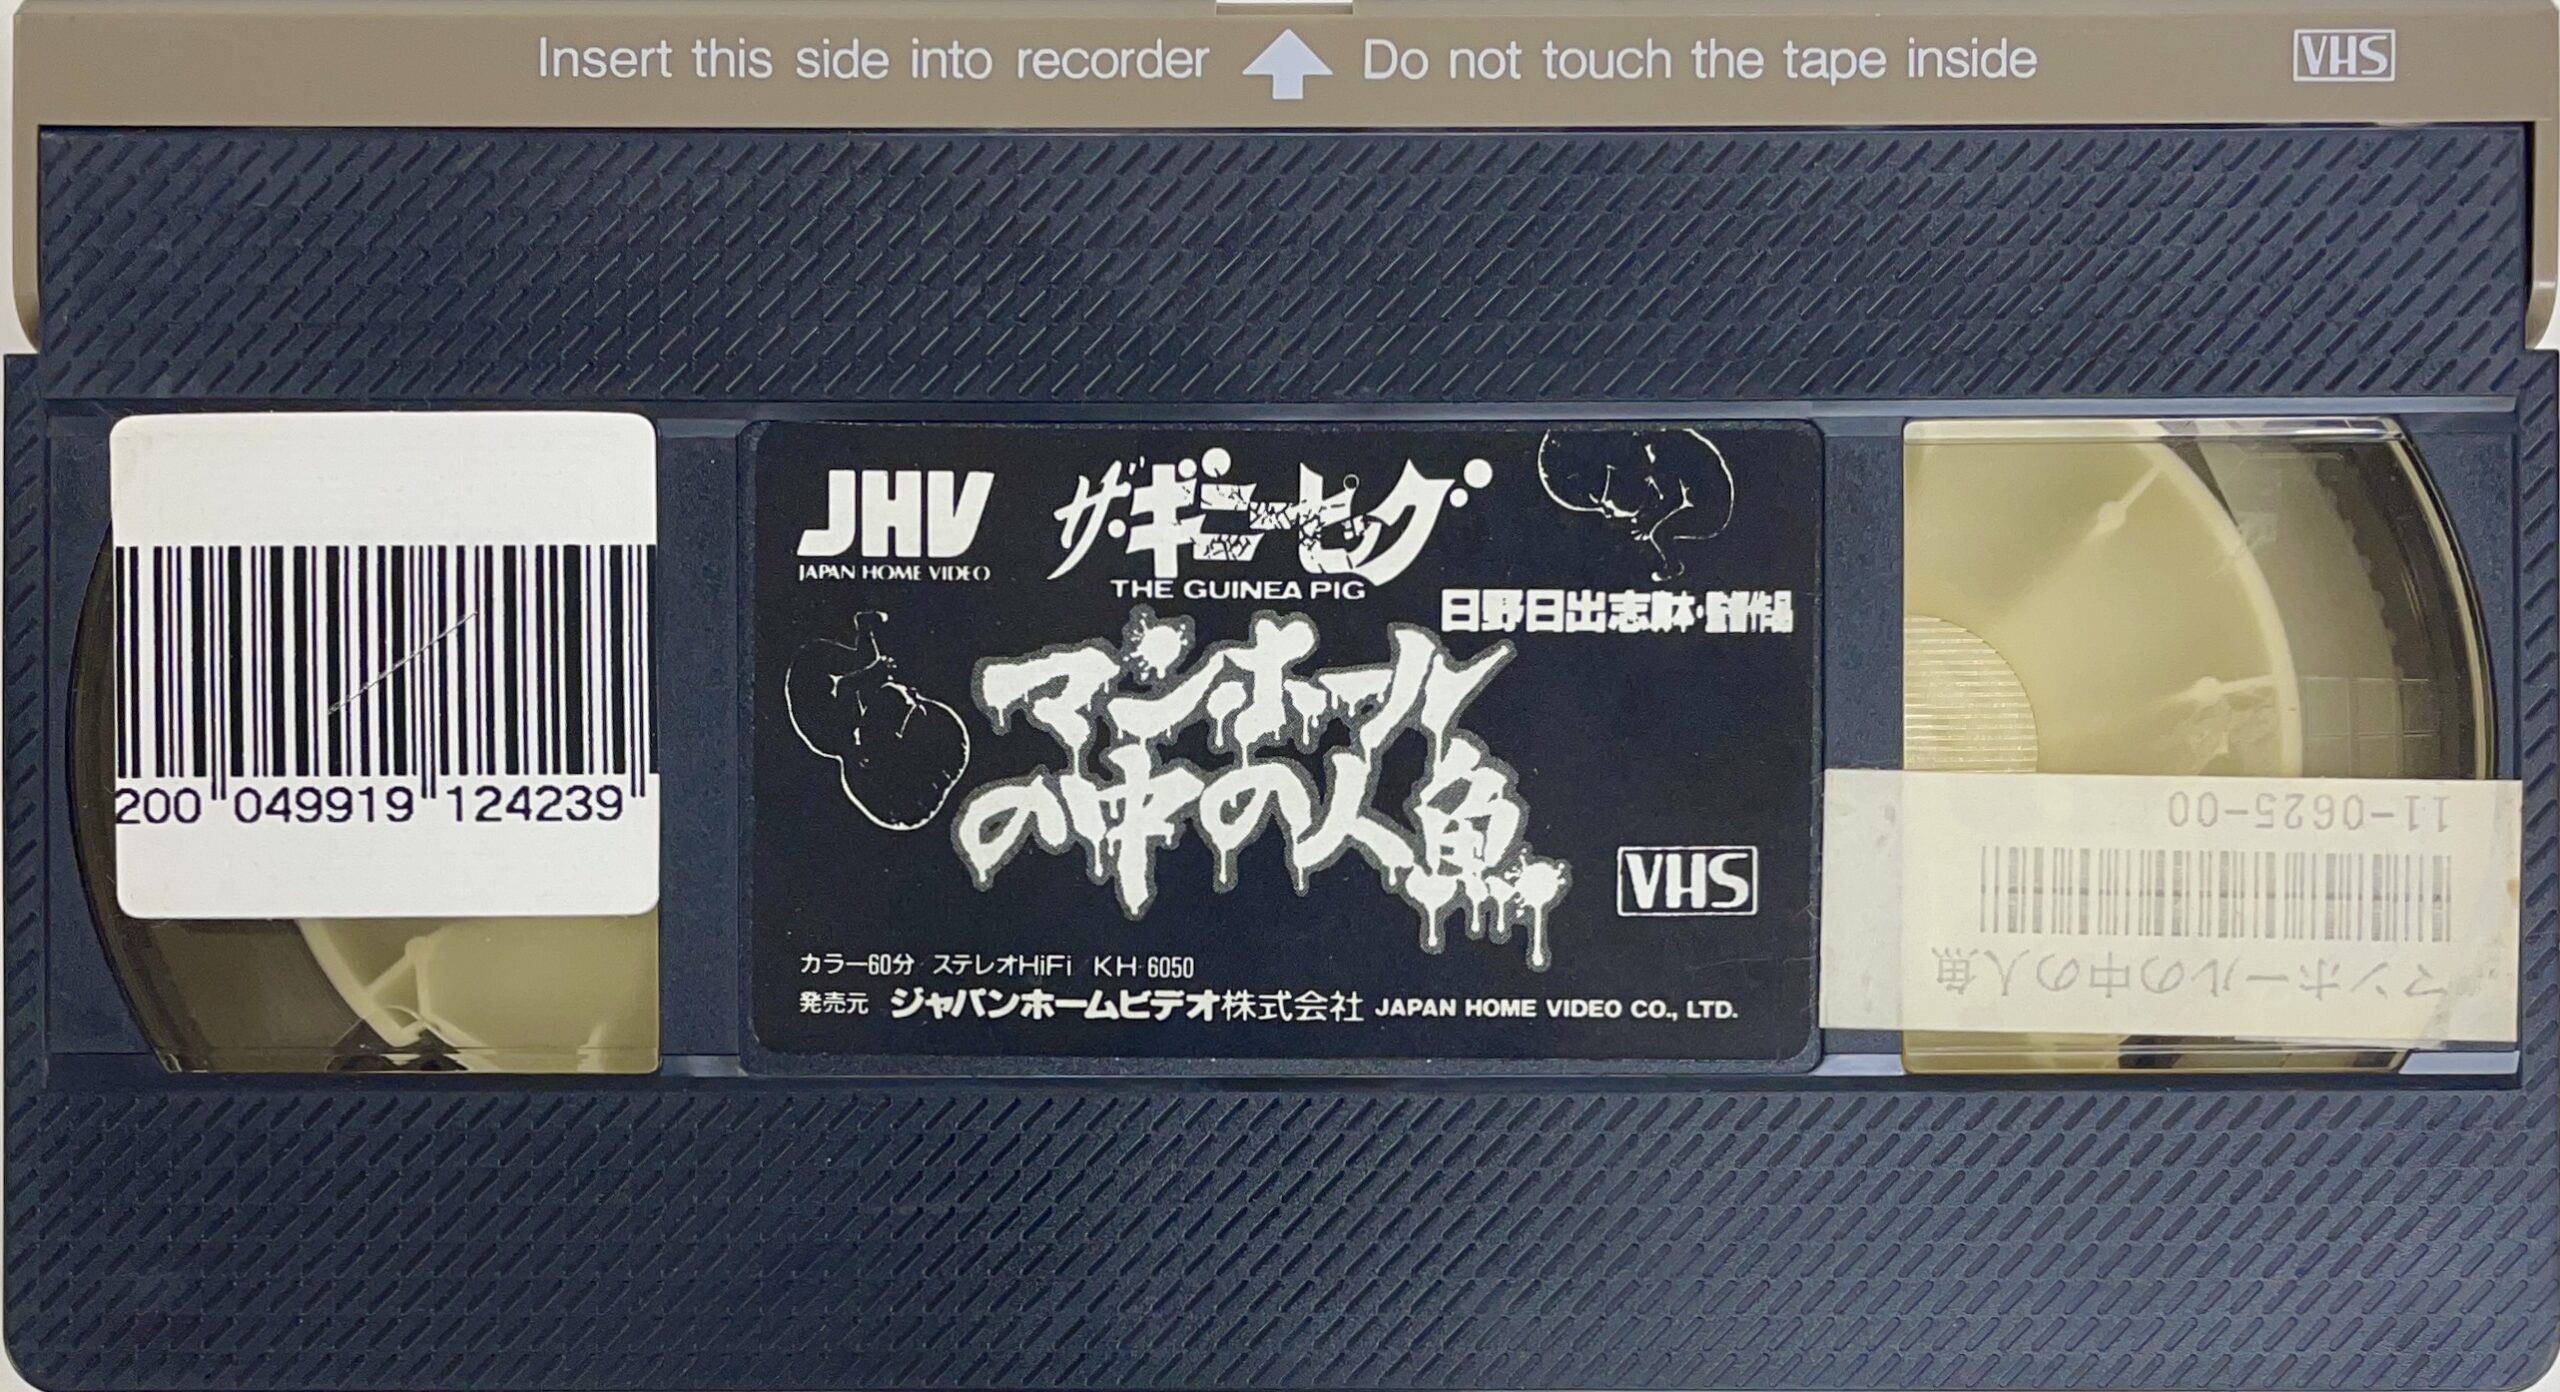 Insert this side into recorder Do not touch the tape inside VHS
JHV
JAPAN HOME VIDEO
ザ・ギニーピッグ
THE GUINEA PIG
日野日出志脚本・監督作品
マンホール
の中の人魚
VHS
カラー60分 ステレオHiFi KH-6050
発売元 ジャパンホームビデオ株式会社 JAPAN HOME VIDEO CO., LTD.
200 049919 124239
マンホールの中の人魚
11-0625-00